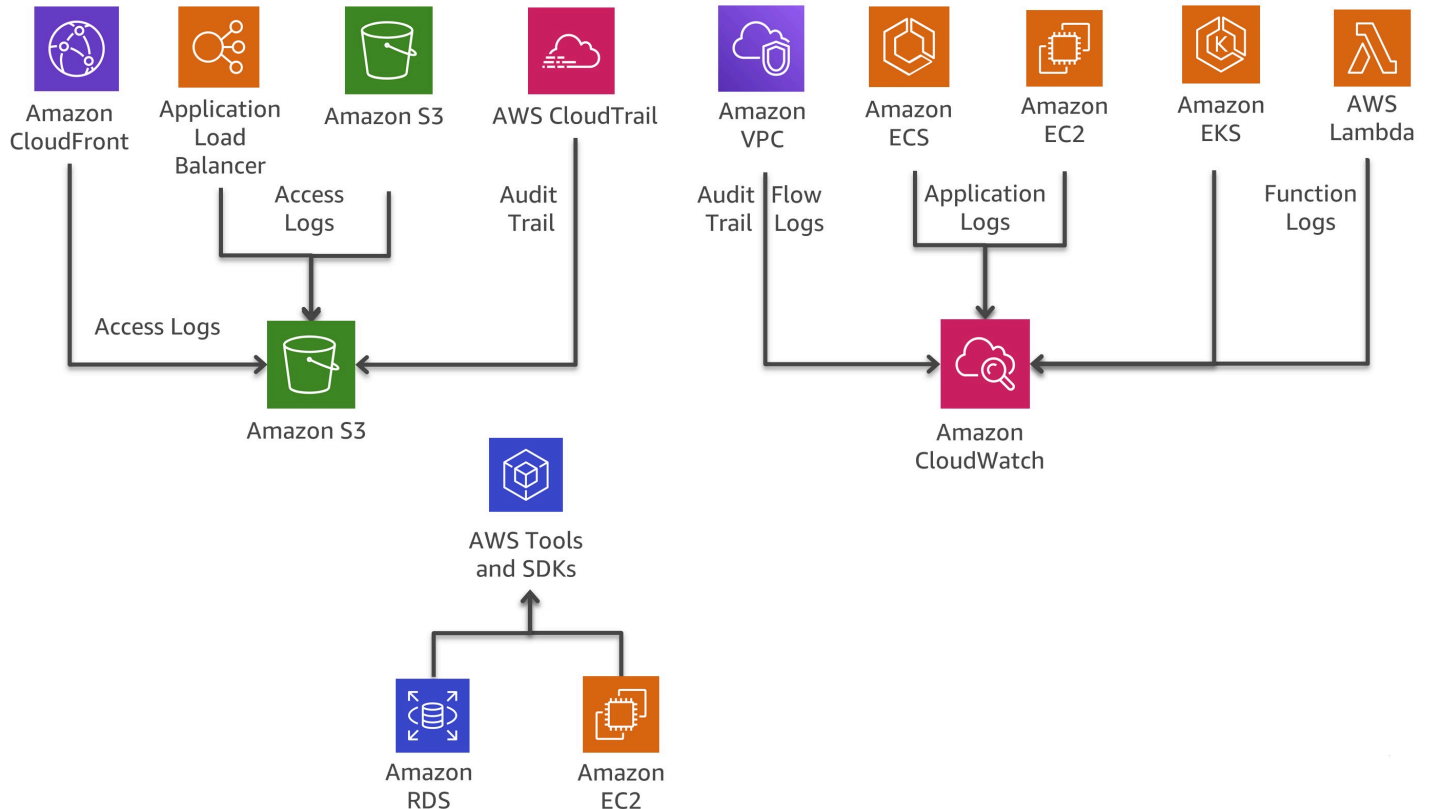 Amazon
CloudFront
Application
Load
Balancer
Amazon S3
AWS CloudTrail
Amazon
VPC
Amazon
ECS
Amazon
EC2
K
Amazon
EKS
AWS
Lambda
Access
Logs
Audit
Trail
Audit
Trail
Flow
Logs
Application
Logs
Function
Logs
Access Logs
Amazon S3
Amazon
CloudWatch
AWS Tools
and SDKs
Amazon
RDS
Amazon
EC2